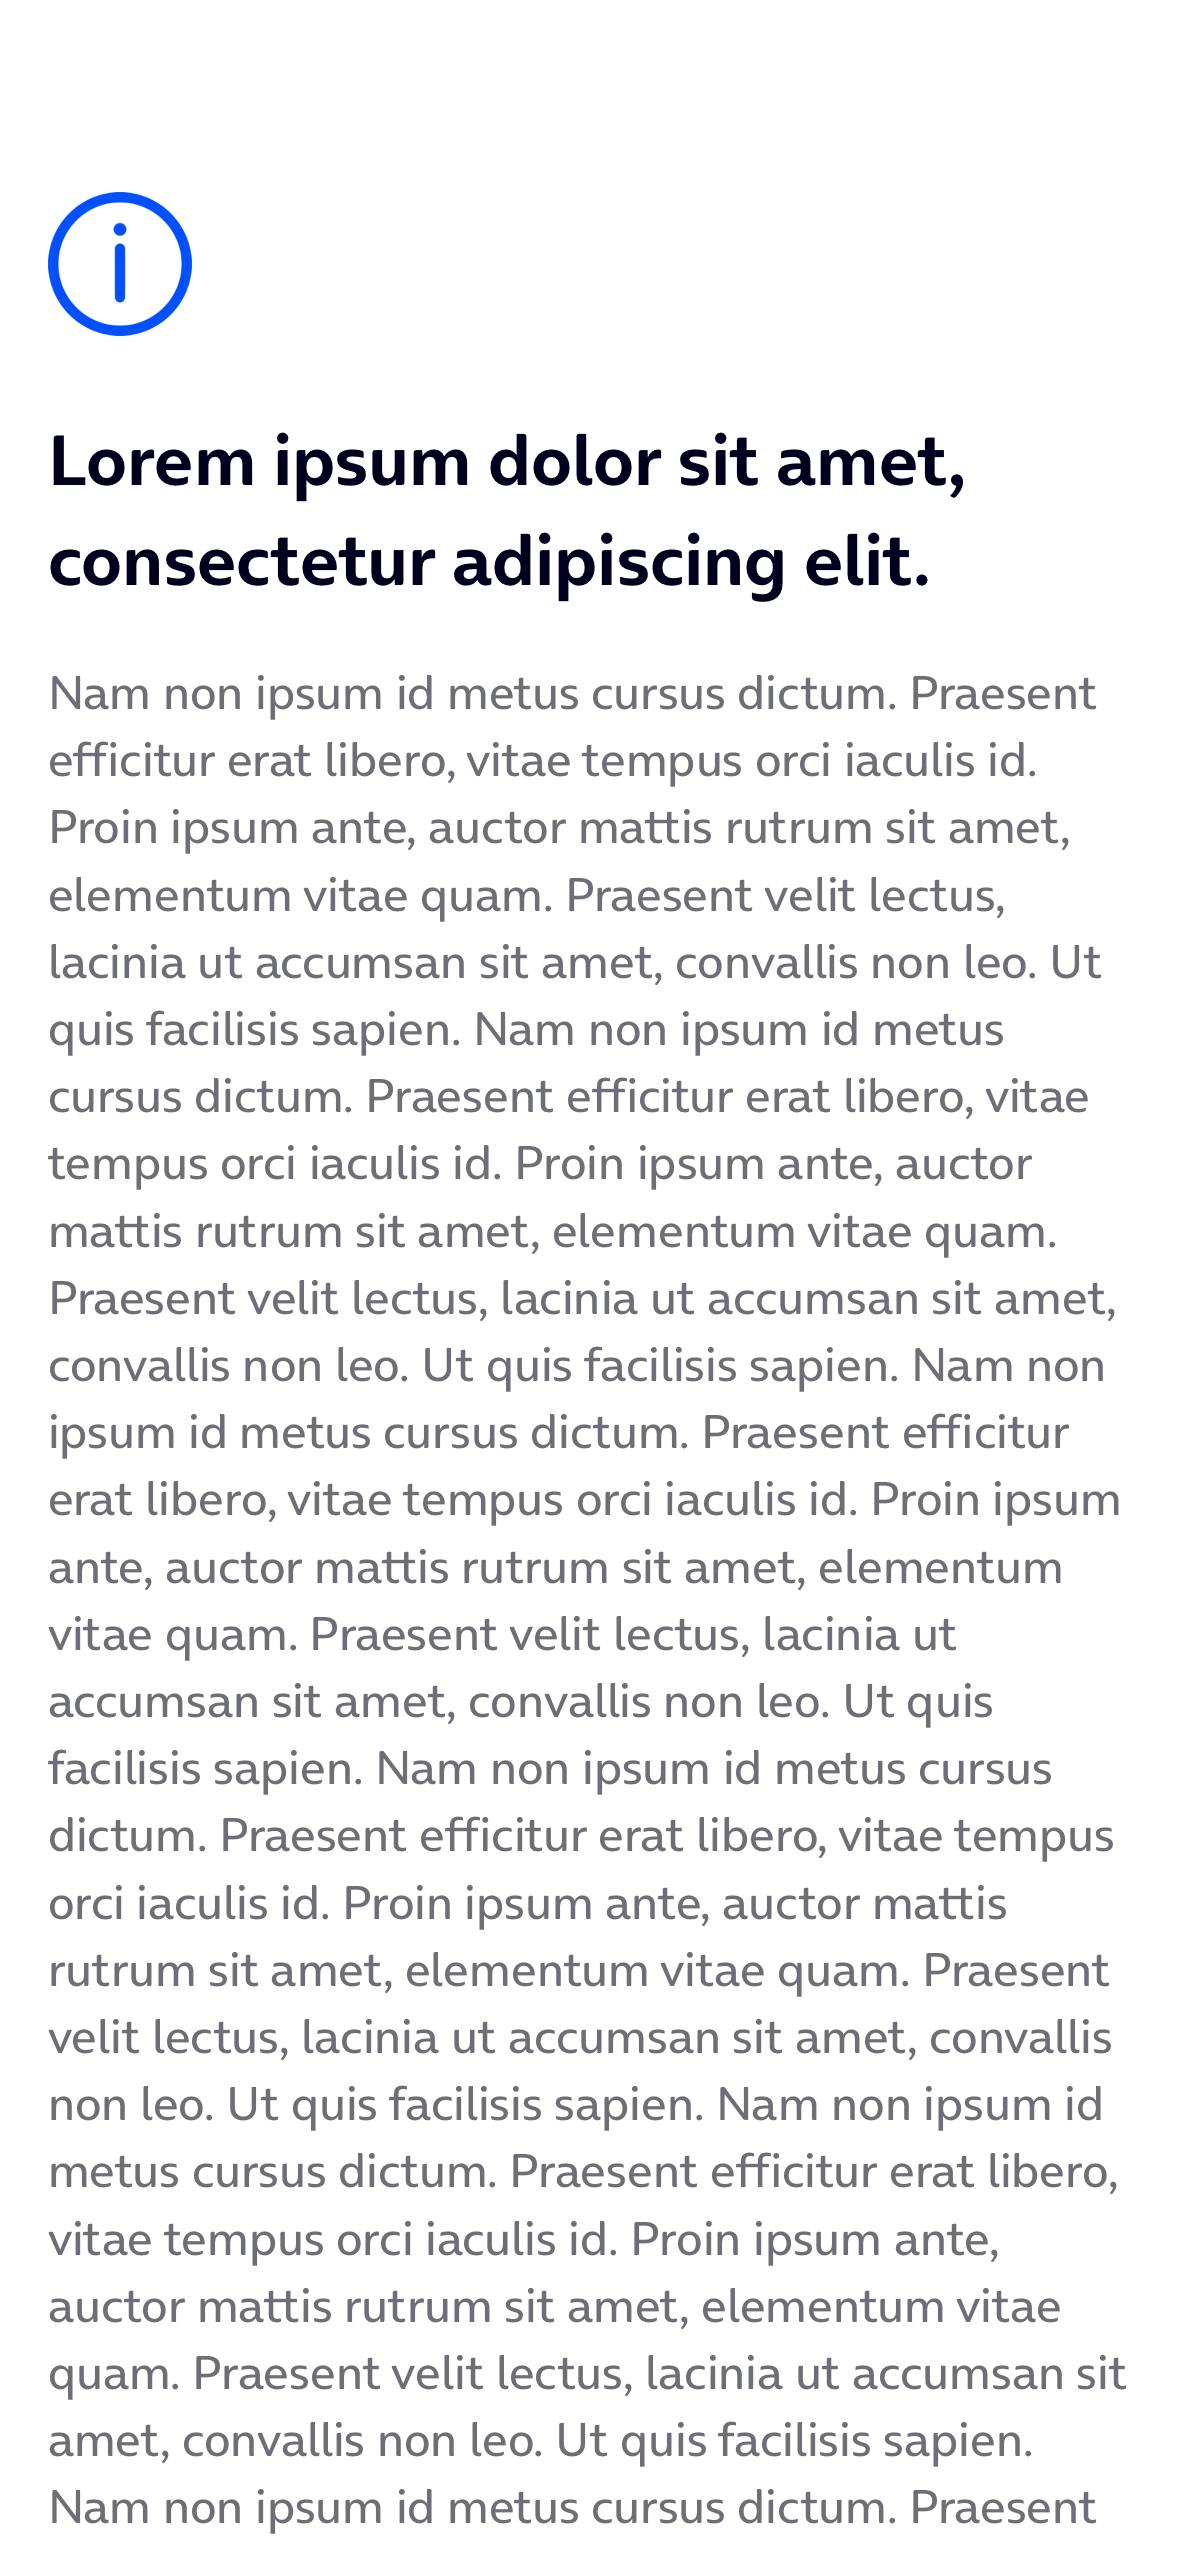 Lorem ipsum dolor sit amet,
consectetur adipiscing elit.
Nam non ipsum id metus cursus dictum. Praesent
efficitur erat libero, vitae tempus orci iaculis id.
Proin ipsum ante, auctor mattis rutrum sit amet,
elementum vitae quam. Praesent velit lectus,
lacinia ut accumsan sit amet, convallis non leo. Ut
quis facilisis sapien. Nam non ipsum id metus
cursus dictum. Praesent efficitur erat libero, vitae
tempus orci iaculis id. Proin ipsum ante, auctor
mattis rutrum sit amet, elementum vitae quam.
Praesent velit lectus, lacinia ut accumsan sit amet,
convallis non leo. Ut quis facilisis sapien. Nam non
ipsum id metus cursus dictum. Praesent efficitur
erat libero, vitae tempus orci iaculis id. Proin ipsum
ante, auctor mattis rutrum sit amet, elementum
vitae quam. Praesent velit lectus, lacinia ut
accumsan sit amet, convallis non leo. Ut quis
facilisis sapien. Nam non ipsum id metus cursus
dictum. Praesent efficitur erat libero, vitae tempus
orci iaculis id. Proin ipsum ante, auctor mattis
rutrum sit amet, elementum vitae quam. Praesent
velit lectus, lacinia ut accumsan sit amet, convallis
non leo. Ut quis facilisis sapien. Nam non ipsum id
metus cursus dictum. Praesent efficitur erat libero,
vitae tempus orci iaculis id. Proin ipsum ante,
auctor mattis rutrum sit amet, elementum vitae
quam. Praesent velit lectus, lacinia ut accumsan sit
amet, convallis non leo. Ut quis facilisis sapien.
Nam non ipsum id metus cursus dictum. Praesent